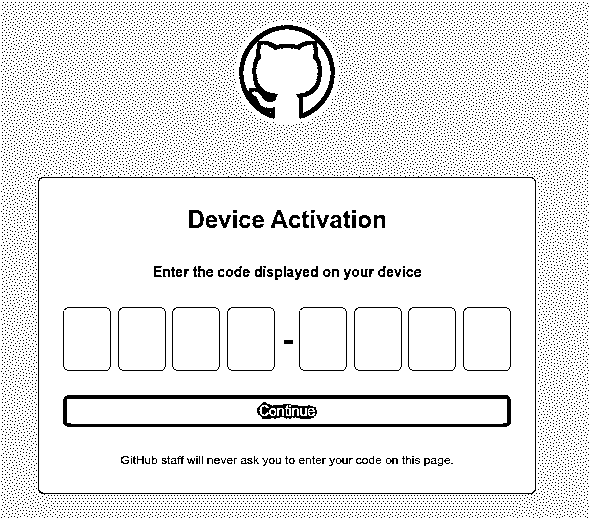 Device Activation
Enter the code displayed on your device
-
Continue
GitHub staff will never ask you to enter your code on this page.